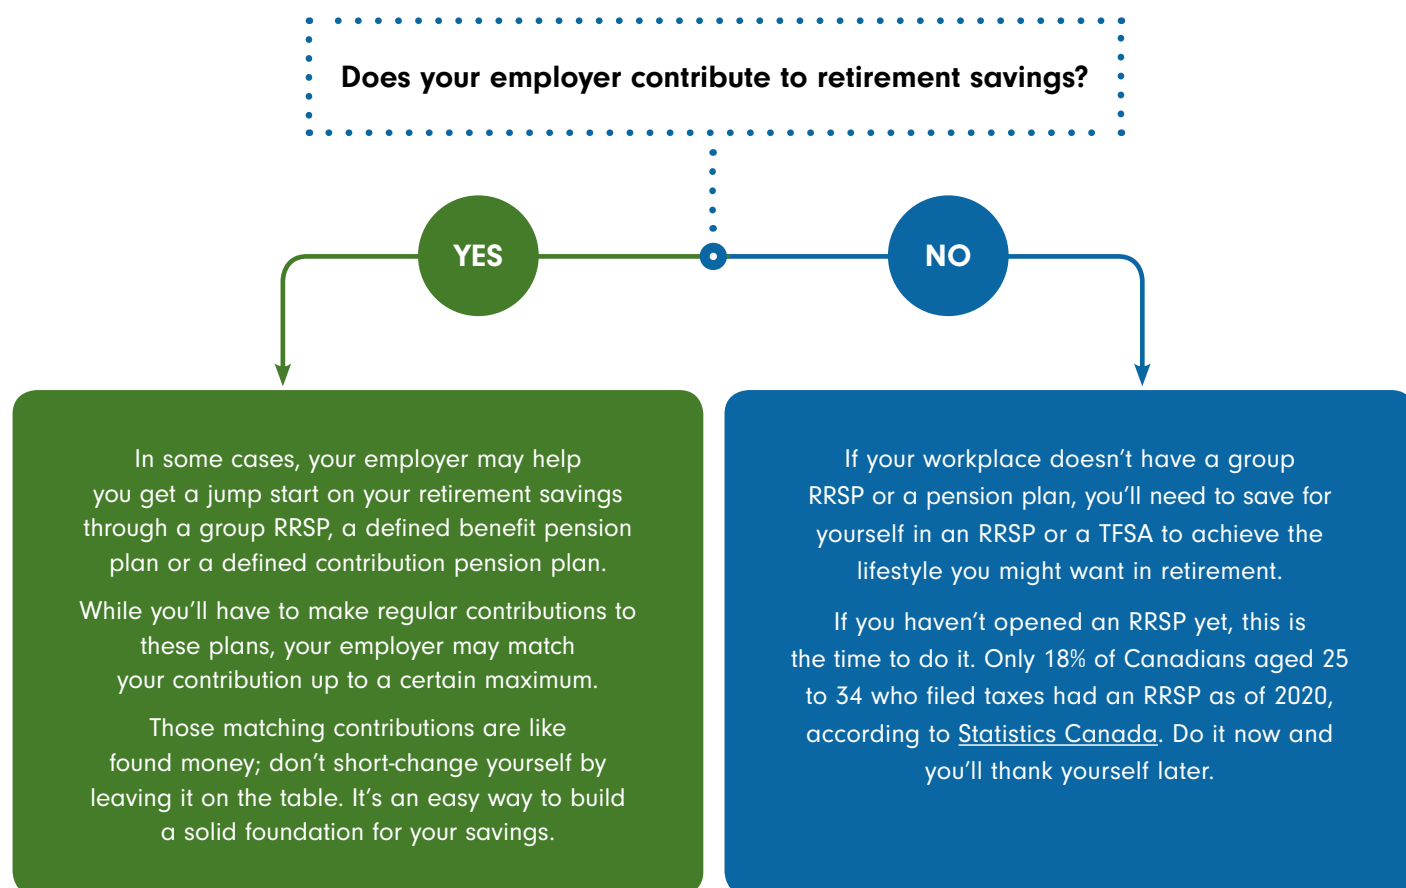 Does your employer contribute to retirement savings?
YES
NO
In some cases, your employer may help
you get a jump start on your retirement savings
through a group RRSP, a defined benefit pension
plan or a defined contribution pension plan.
While you'll have to make regular contributions to
these plans, your employer may match
your contribution up to a certain maximum.
Those matching contributions are like
found money; don't short-change yourself by
leaving it on the table. It's an easy way to build
a solid foundation for your savings.
If your workplace doesn't have a group
RRSP or a pension plan, you'll need to save for
yourself in an RRSP or a TFSA to achieve the
lifestyle you might want in retirement.
If you haven't opened an RRSP yet, this is
the time to do it. Only 18% of Canadians aged 25
to 34 who filed taxes had an RRSP as of 2020,
according to Statistics Canada. Do it now and
you'll thank yourself later.